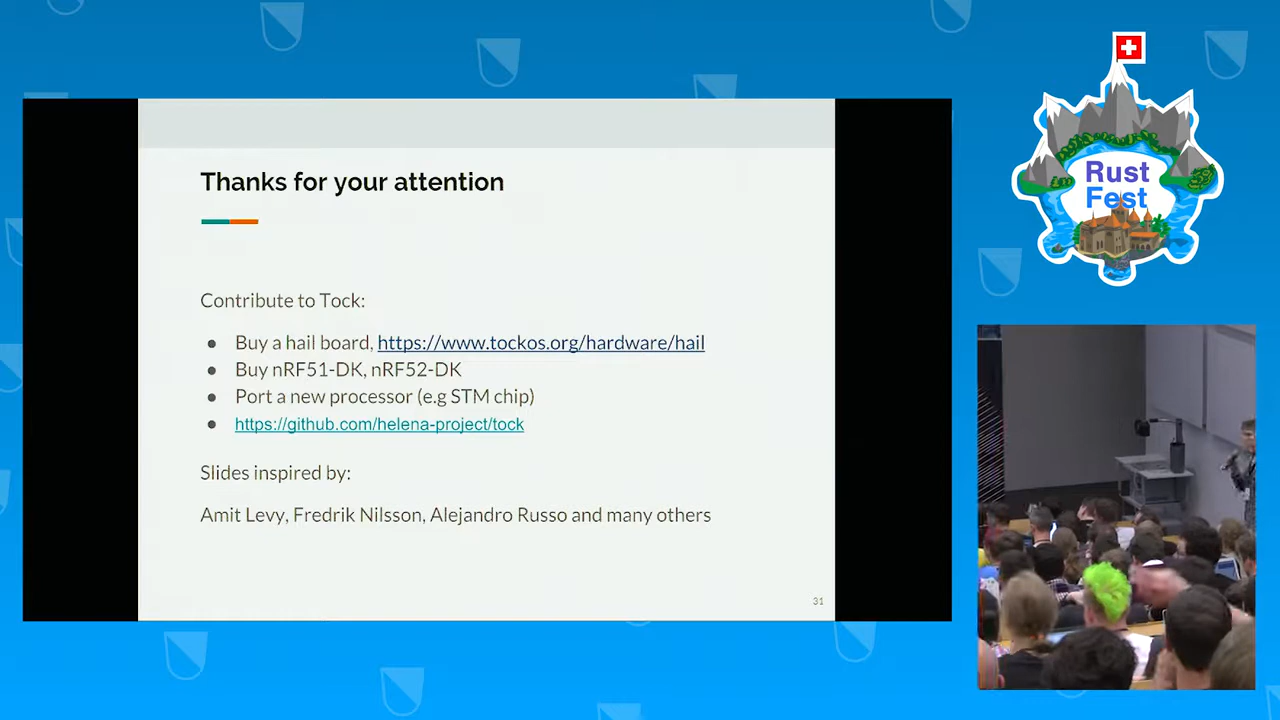 Thanks for your attention
Contribute to Tock:
● Buy a hail board, https://www.tockos.org/hardware/hail
● Buy nRF51-DK, nRF52-DK
● Port a new processor (e.g STM chip)
● https://github.com/helena-project/tock
Slides inspired by:
Amit Levy, Fredrik Nilsson, Alejandro Russo and many others
31
Rust
Fest